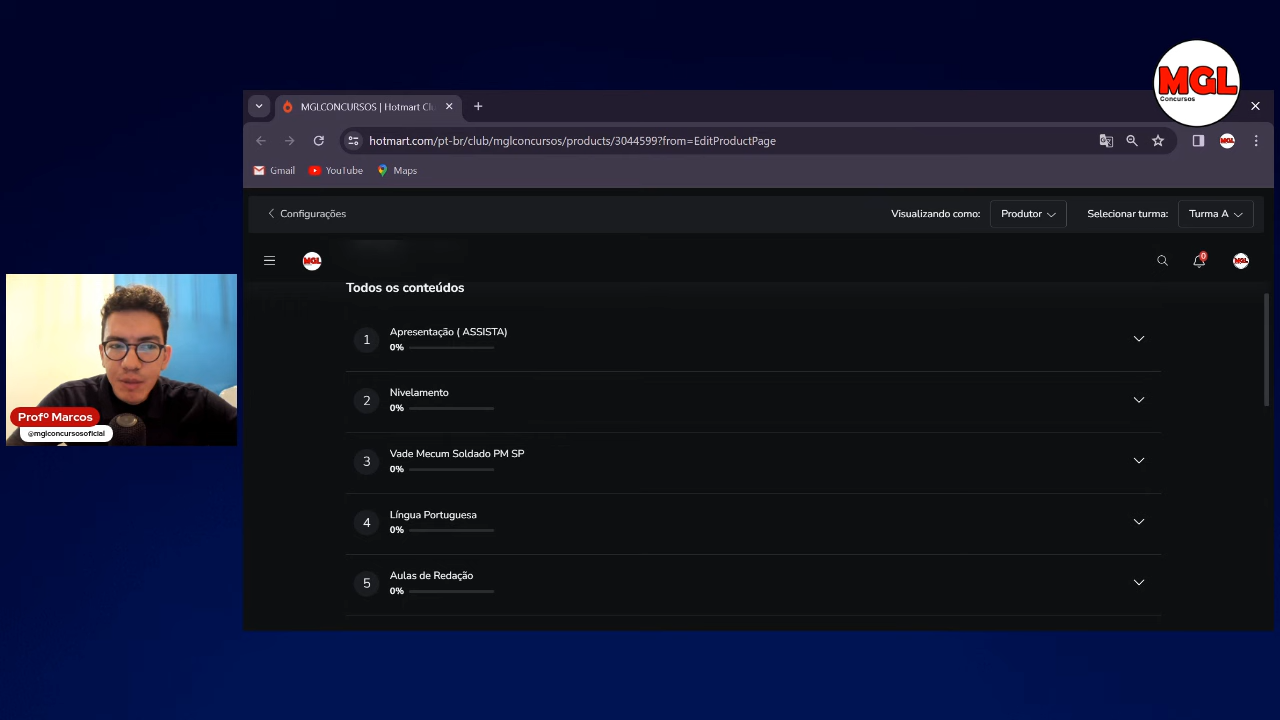 MGL
Concursos
MGLCONCURSOS | Hotmart Cl
hotmart.com/pt-br/club/mglconcursos/products/3044599?from=EditProductPage
Gmail
YouTube
Maps
Configurações
Visualizando como:
Produtor
Selecionar turma:
Turma A
MGL
Todos os conteúdos
1
Apresentação ( ASSISTA)
0%
2
Nivelamento
0%
3
Vade Mecum Soldado PM SP
0%
4
Língua Portuguesa
0%
5
Aulas de Redação
0%
Profº Marcos
@mglconcursosoficial